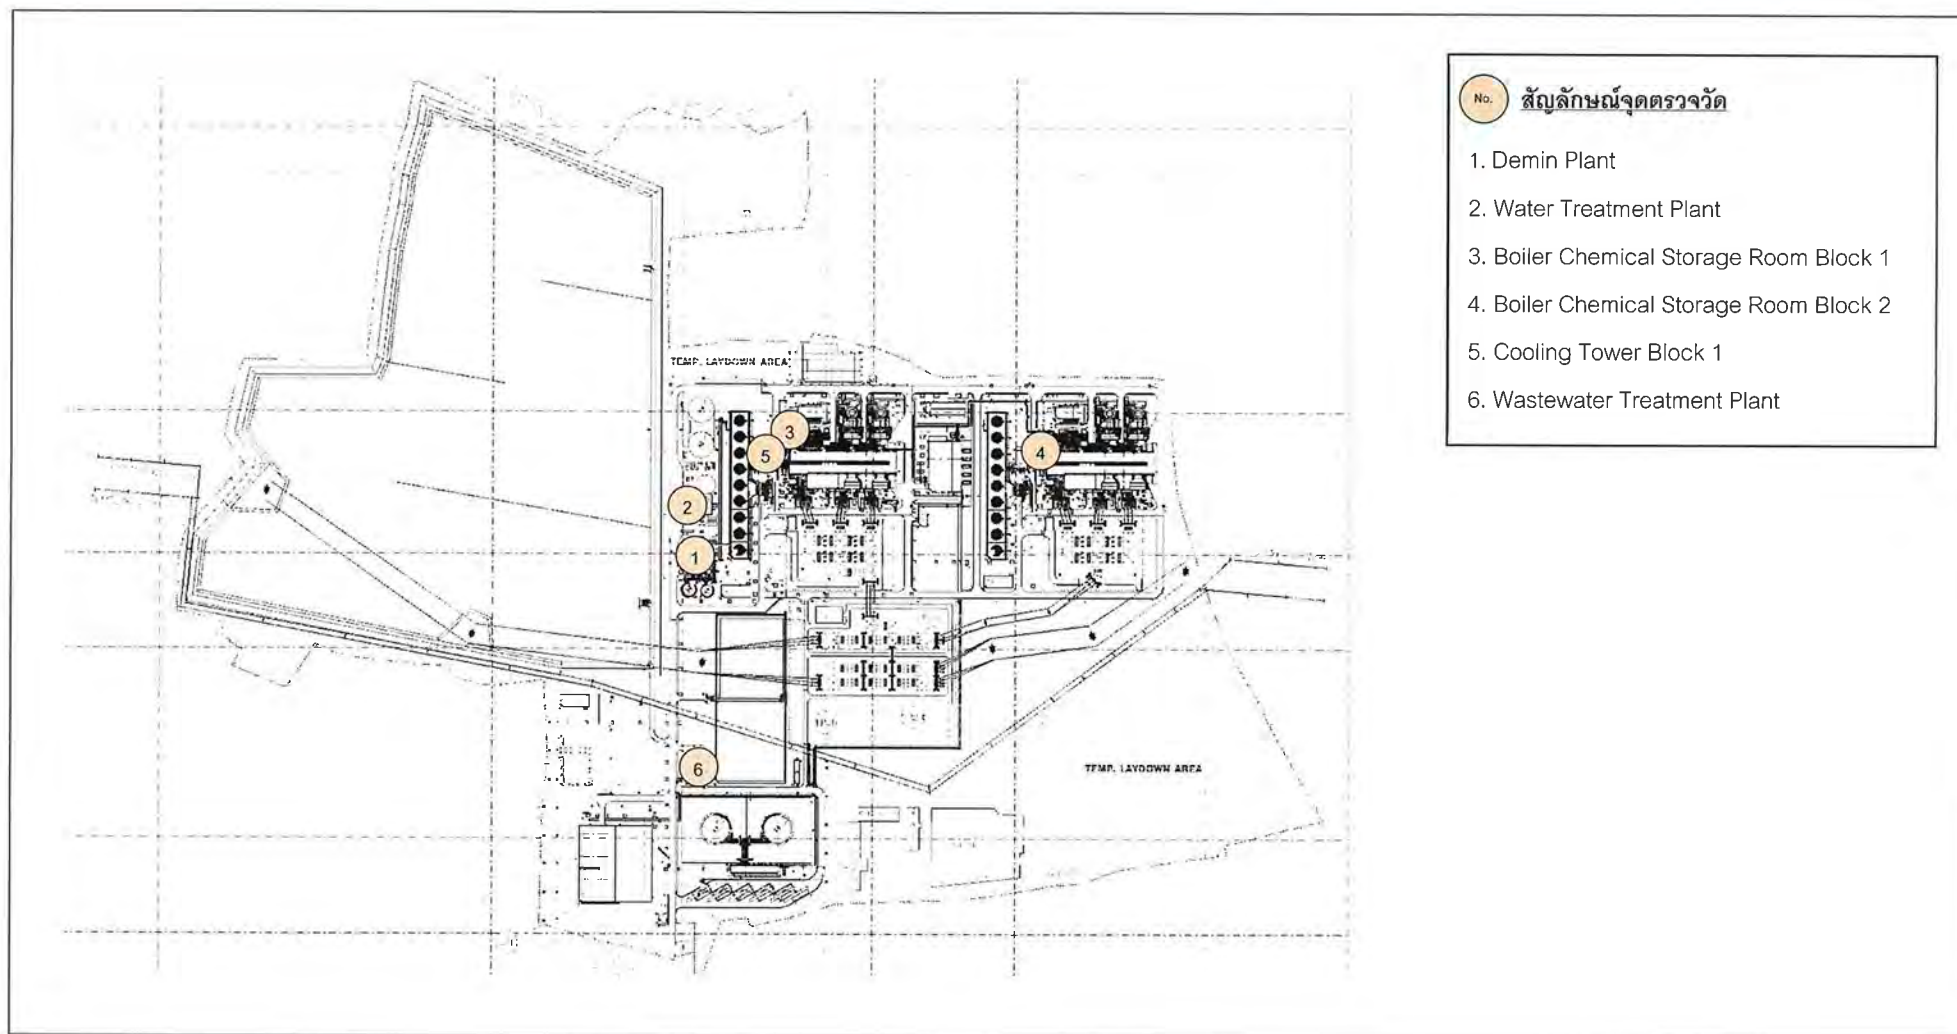 TEMP. LAYDOWN AREA
3
5
4
2
1
6
TEMP. LAYDOWN AREA
No. สัญลักษณ์จุดตรวจวัด
1. Demin Plant
2. Water Treatment Plant
3. Boiler Chemical Storage Room Block 1
4. Boiler Chemical Storage Room Block 2
5. Cooling Tower Block 1
6. Wastewater Treatment Plant